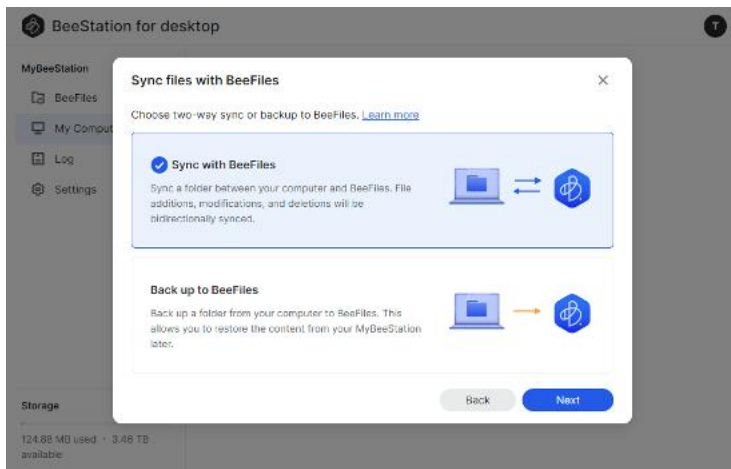 BeeStation for desktop
T
MyBeeStation
BeeFiles
My Comput
Log
Settings
Sync files with BeeFiles
Choose two-way sync or backup to BeeFiles. Learn more
Sync with BeeFiles
Sync a folder between your computer and BeeFiles. File
additions, modifications, and deletions will be
bidirectionally synced.
Back up to BeeFiles
Back up a folder from your computer to BeeFiles. This
allows you to restore the content from your MyBeeStation
later.
Back
Next
Storage
124.88 MB used · 3.46 TB
available